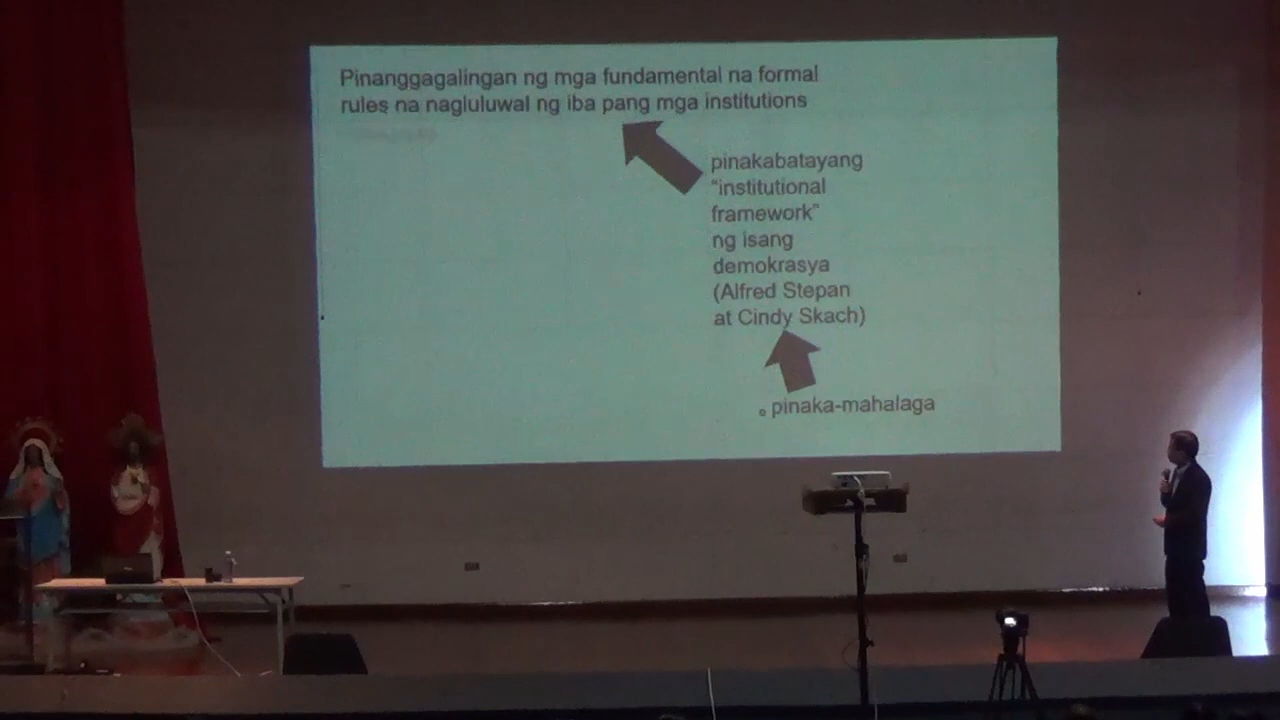 Pinanggagalingan ng mga fundamental na formal
rules na nagluluwal ng iba pang mga institutions
pinakabatayang
"institutional
framework"
ng isang
demokrasya
(Alfred Stepan
at Cindy Skach)
pinaka-mahalaga